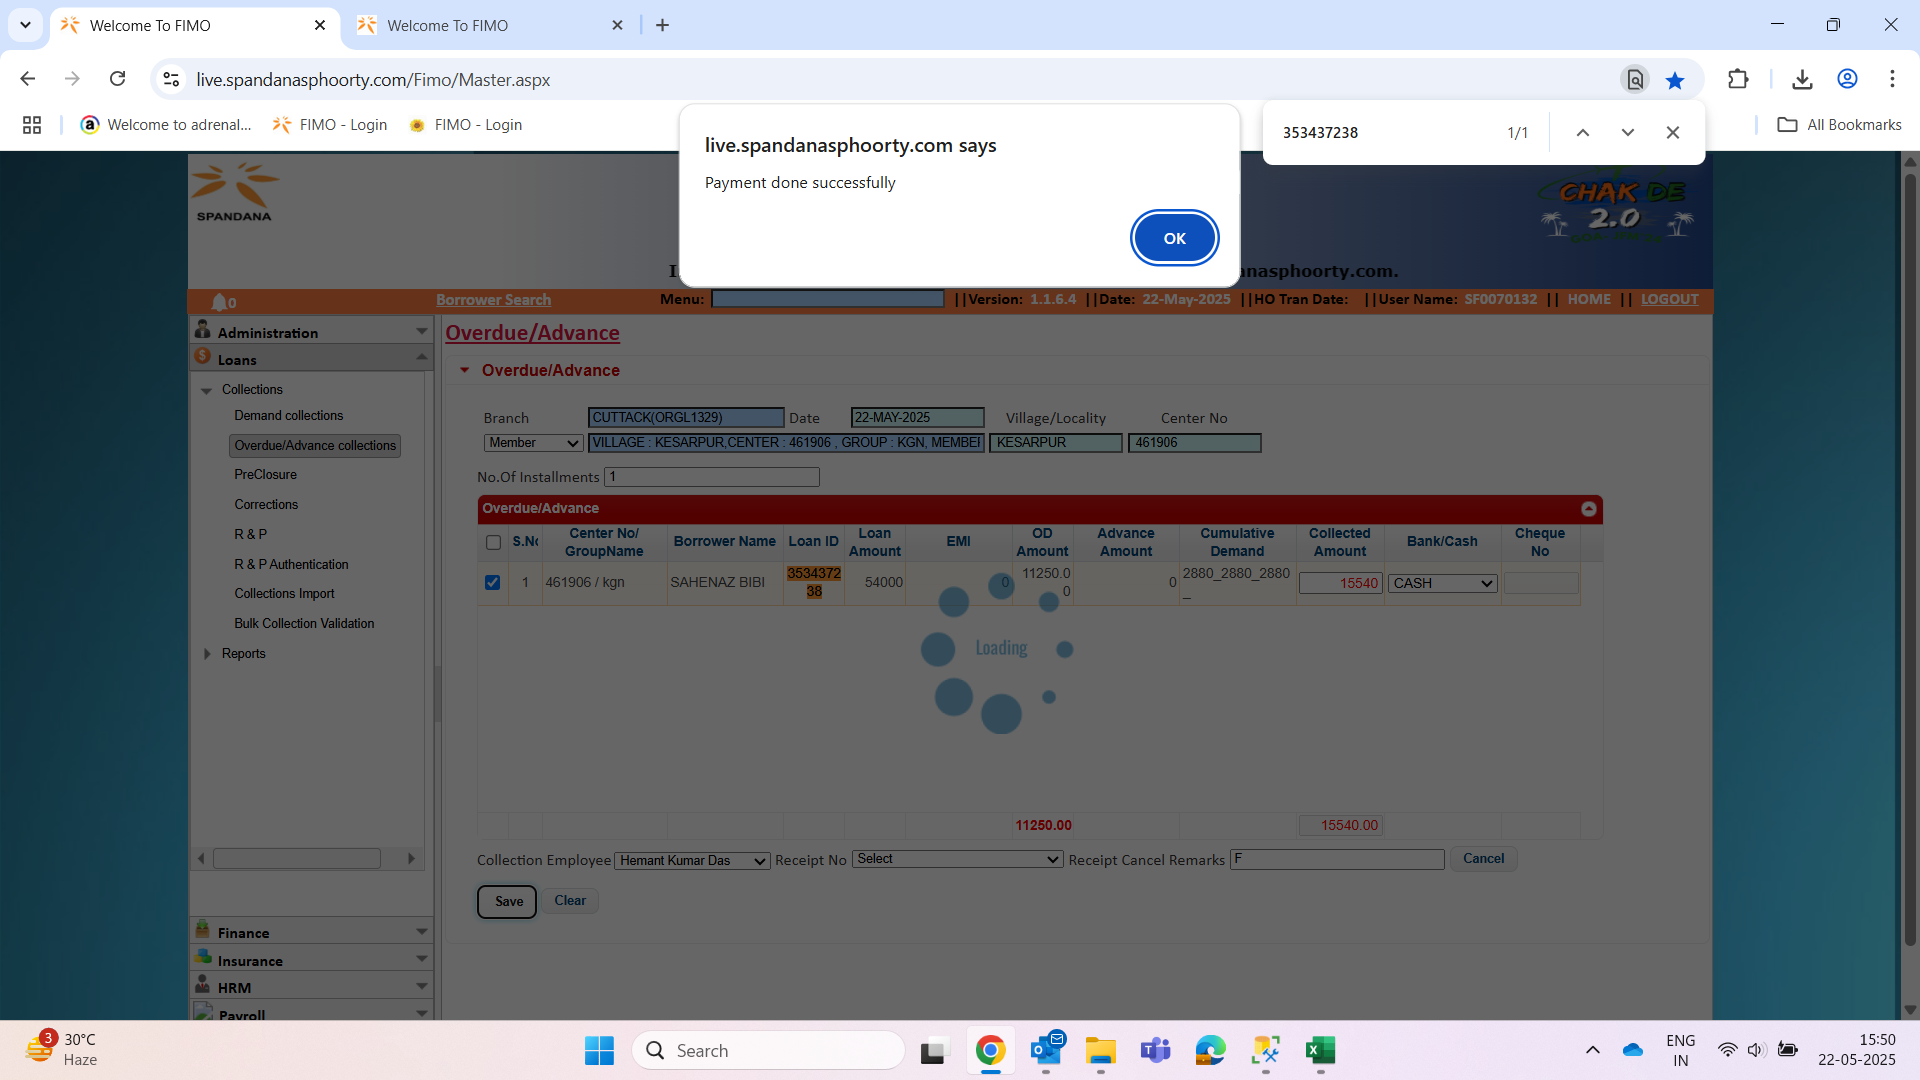 Welcome To FIMO
Welcome To FIMO
live.spandanasphoorty.com/Fimo/Master.aspx
Welcome to adrenal...
FIMO - Login
FIMO - Login
All Bookmarks
353437238 1/1
live.spandanasphoorty.com says
Payment done successfully
OK
SPANDANA
CHAK DE
2.0
nasphoorty.com.
0
Borrower Search
Menu: ||Version: 1.1.6.4 ||Date: 22-May-2025 ||HO Tran Date: ||User Name: SF0070132 || HOME || LOGOUT
Administration
Loans
Collections
Demand collections
Overdue/Advance collections
PreClosure
Corrections
R & P
R & P Authentication
Collections Import
Bulk Collection Validation
Reports
Finance
Insurance
HRM
Payroll
Overdue/Advance
Overdue/Advance
Branch CUTTACK(ORGL1329) Date 22-MAY-2025 Village/Locality Center No
Member VILLAGE : KESARPUR,CENTER : 461906 , GROUP : KGN, MEMBE KESARPUR 461906
No.Of Installments 1
Overdue/Advance
S.No Center No/ GroupName Borrower Name Loan ID Loan Amount EMI OD Amount Advance Amount Cumulative Demand Collected Amount Bank/Cash Cheque No
1 461906 / kgn SAHENAZ BIBI 353437238 54000 0 11250.00 0 2880_2880_2880_ 15540 CASH
Loading
11250.00 15540.00
Collection Employee Hemant Kumar Das Receipt No Select Receipt Cancel Remarks F Cancel
Save Clear
3
30°C
Haze
Search
ENG
IN
15:50
22-05-2025